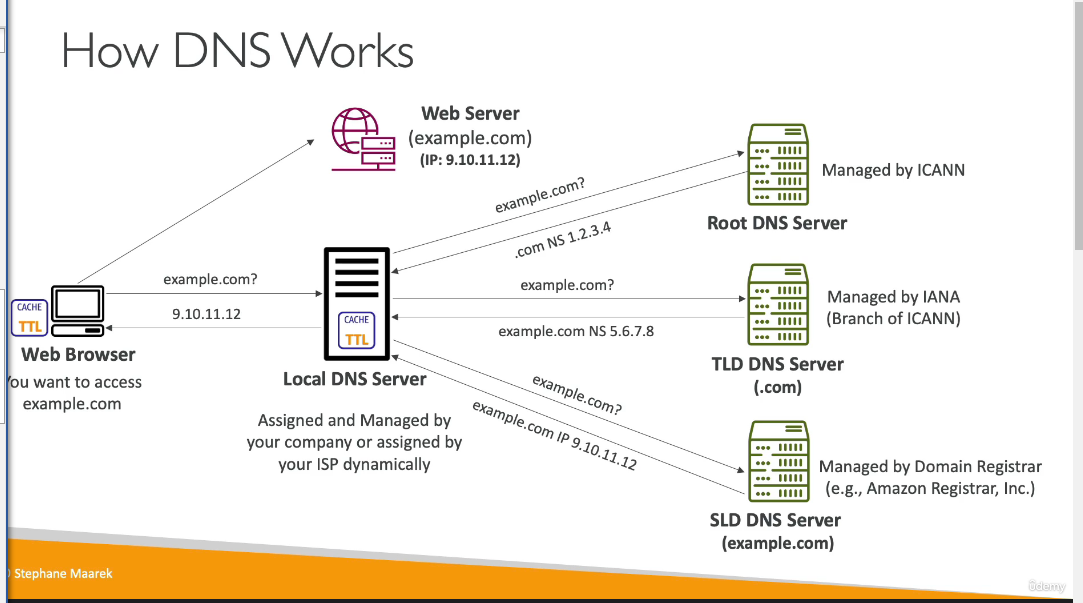 How DNS Works
Web Server
(example.com)
(IP: 9.10.11.12)
example.com?
.com NS 1.2.3.4
Managed by ICANN
Root DNS Server
example.com?
9.10.11.12
CACHE
TTL
Web Browser
You want to access
example.com
CACHE
TTL
Local DNS Server
Assigned and Managed by
your company or assigned by
your ISP dynamically
example.com?
example.com NS 5.6.7.8
Managed by IANA
(Branch of ICANN)
TLD DNS Server
(.com)
example.com?
example.com IP 9.10.11.12
Managed by Domain Registrar
(e.g., Amazon Registrar, Inc.)
SLD DNS Server
(example.com)
© Stephane Maarek
ûdemy